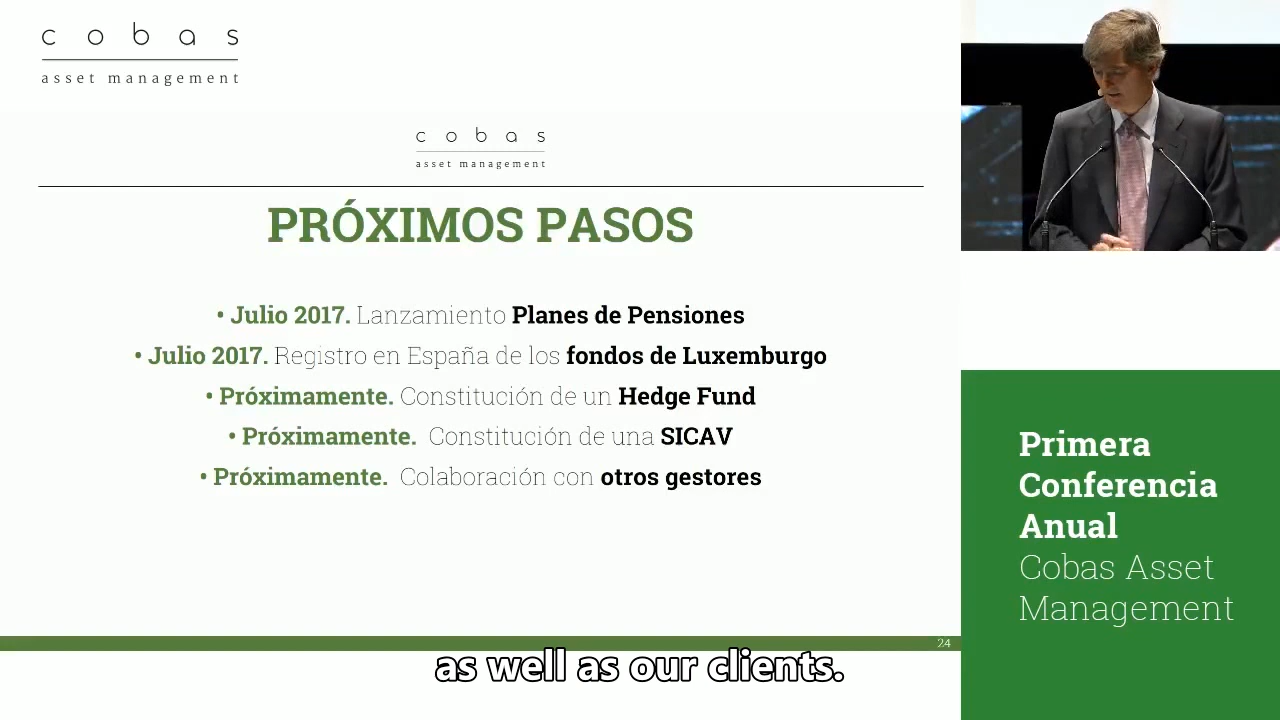 cobas
asset management
cobas
asset management
PRÓXIMOS PASOS
• Julio 2017. Lanzamiento Planes de Pensiones
• Julio 2017. Registro en España de los fondos de Luxemburgo
• Próximamente. Constitución de un Hedge Fund
• Próximamente. Constitución de una SICAV
• Próximamente. Colaboración con otros gestores
24
Primera
Conferencia
Anual
Cobas Asset
Management
as well as our clients.